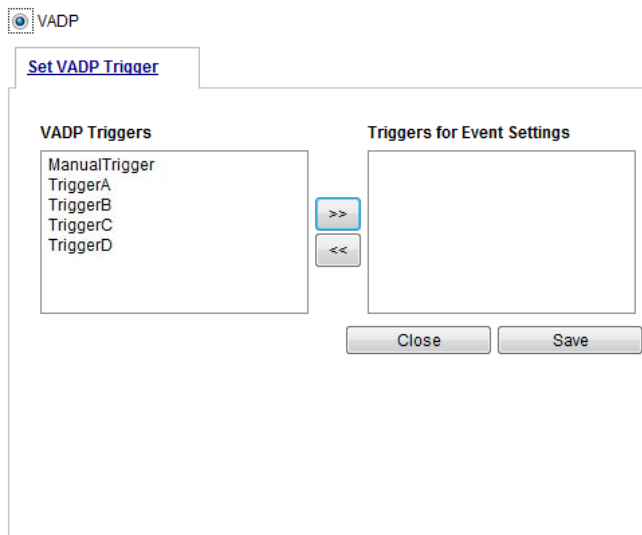 VADP
Set VADP Trigger
VADP Triggers
Triggers for Event Settings
ManualTrigger
TriggerA
TriggerB
TriggerC
TriggerD
>>
<<
Close
Save